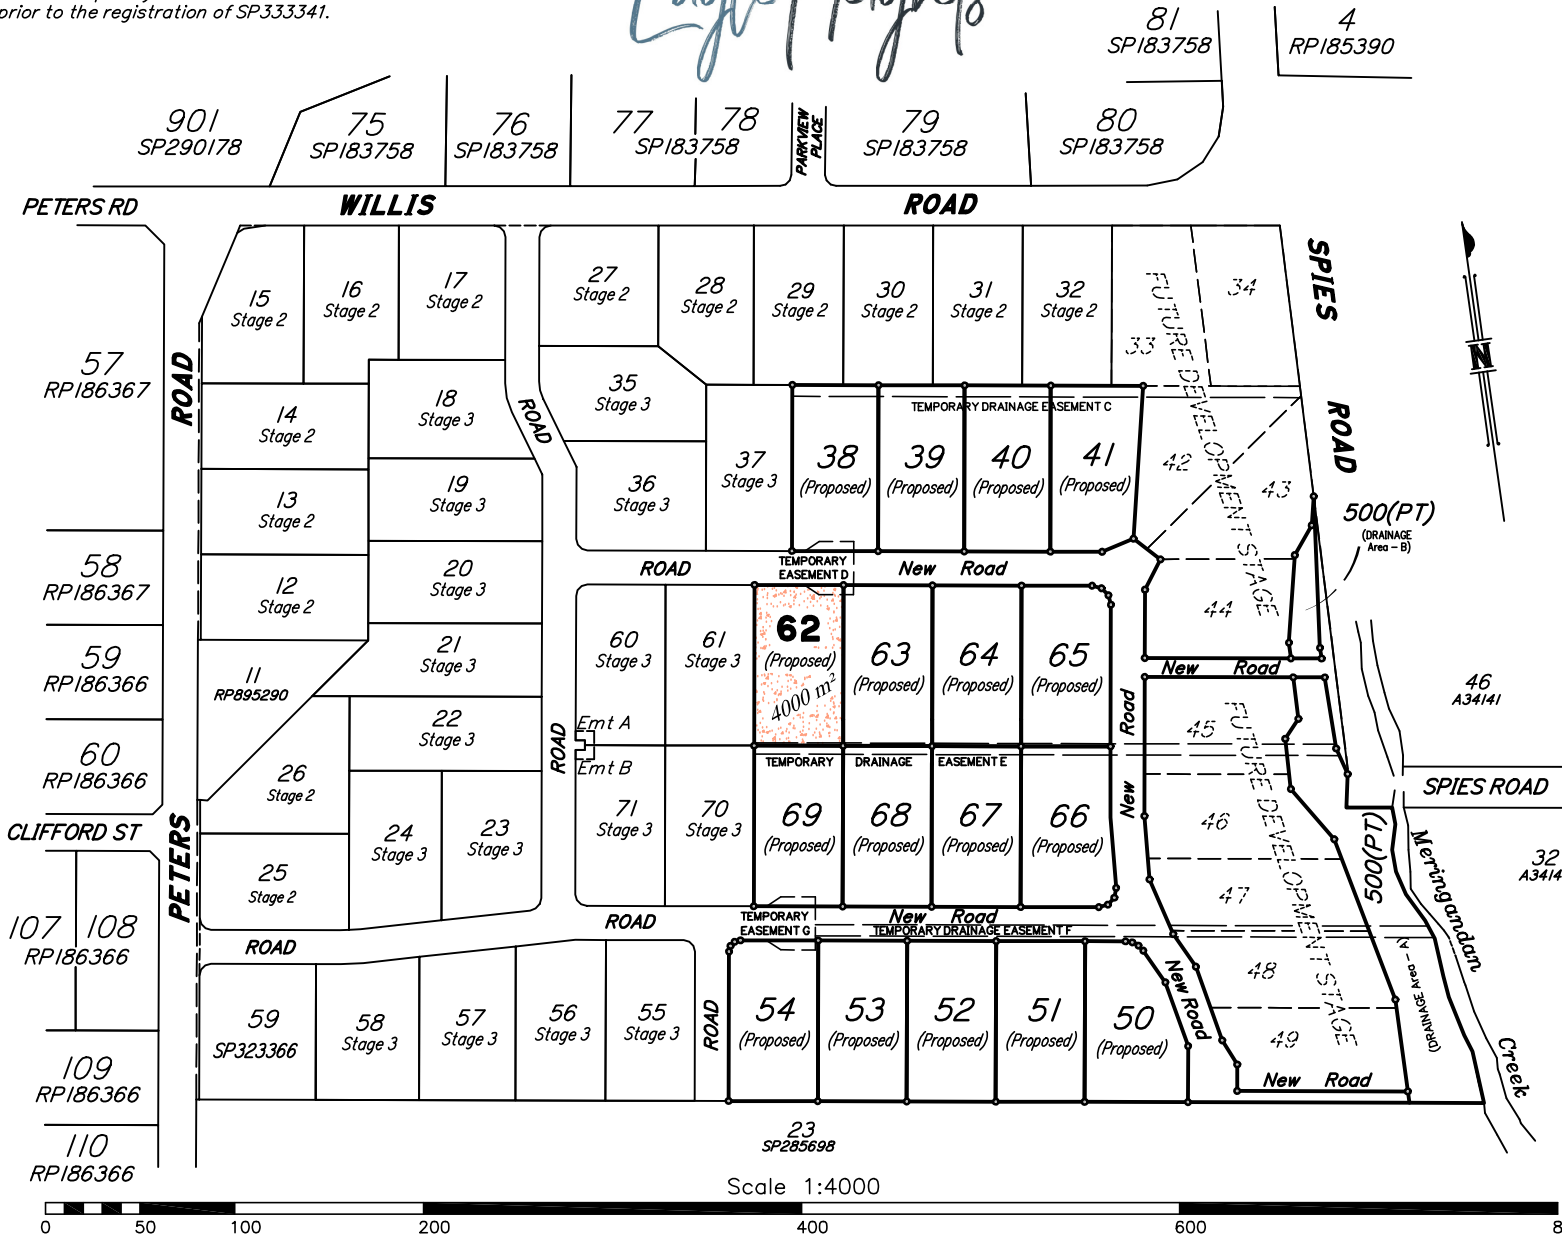 prior to the registration of SP333341.
81
SP183758
4
RP185390
901
SP290178
75
SP183758
76
SP183758
77
78
SP183758
PARKVIEW
PLACE
79
SP183758
80
SP183758
PETERS RD
WILLIS
ROAD
SPIES
ROAD
15
Stage 2
16
Stage 2
17
Stage 2
27
Stage 2
28
Stage 2
29
Stage 2
30
Stage 2
31
Stage 2
32
Stage 2
33
34
FUTURE DEVELOPMENT STAGE
N
57
RP186367
ROAD
14
Stage 2
18
Stage 3
ROAD
35
Stage 3
TEMPORARY DRAINAGE EASEMENT C
13
Stage 2
19
Stage 3
36
Stage 3
37
Stage 3
38
(Proposed)
39
(Proposed)
40
(Proposed)
41
(Proposed)
42
43
500(PT)
(DRAINAGE
Area - B)
58
RP186367
12
Stage 2
20
Stage 3
ROAD
TEMPORARY
EASEMENT D
New Road
44
59
RP186366
11
RP895290
21
Stage 3
60
Stage 3
61
Stage 3
62
(Proposed)
4000 m²
63
(Proposed)
64
(Proposed)
65
(Proposed)
New Road
New Road
46
A34141
60
RP186366
22
Stage 3
ROAD
Emt A
Emt B
45
FUTURE DEVELOPMENT STAGE
26
Stage 2
TEMPORARY DRAINAGE EASEMENT E
SPIES ROAD
CLIFFORD ST
PETERS
24
Stage 3
23
Stage 3
71
Stage 3
70
Stage 3
69
(Proposed)
68
(Proposed)
67
(Proposed)
66
(Proposed)
46
500(PT)
Meringandan
Creek
32
A3414
25
Stage 2
47
107
108
RP186366
ROAD
ROAD
TEMPORARY
EASEMENT G
New Road
TEMPORARY DRAINAGE EASEMENT F
48
(DRAINAGE Area - A)
59
SP323366
58
Stage 3
57
Stage 3
56
Stage 3
55
Stage 3
ROAD
54
(Proposed)
53
(Proposed)
52
(Proposed)
51
(Proposed)
50
(Proposed)
New Road
49
New Road
109
RP186366
110
RP186366
23
SP285698
Scale 1:4000
0 50 100 200 400 600 8